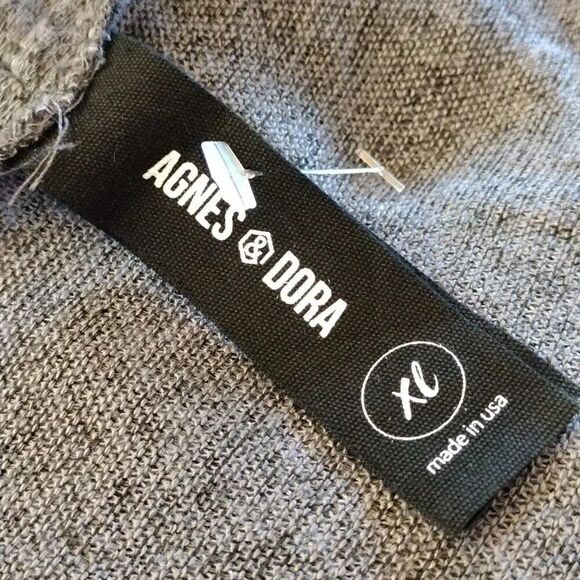 AGNES & DORA
xl
made in usa